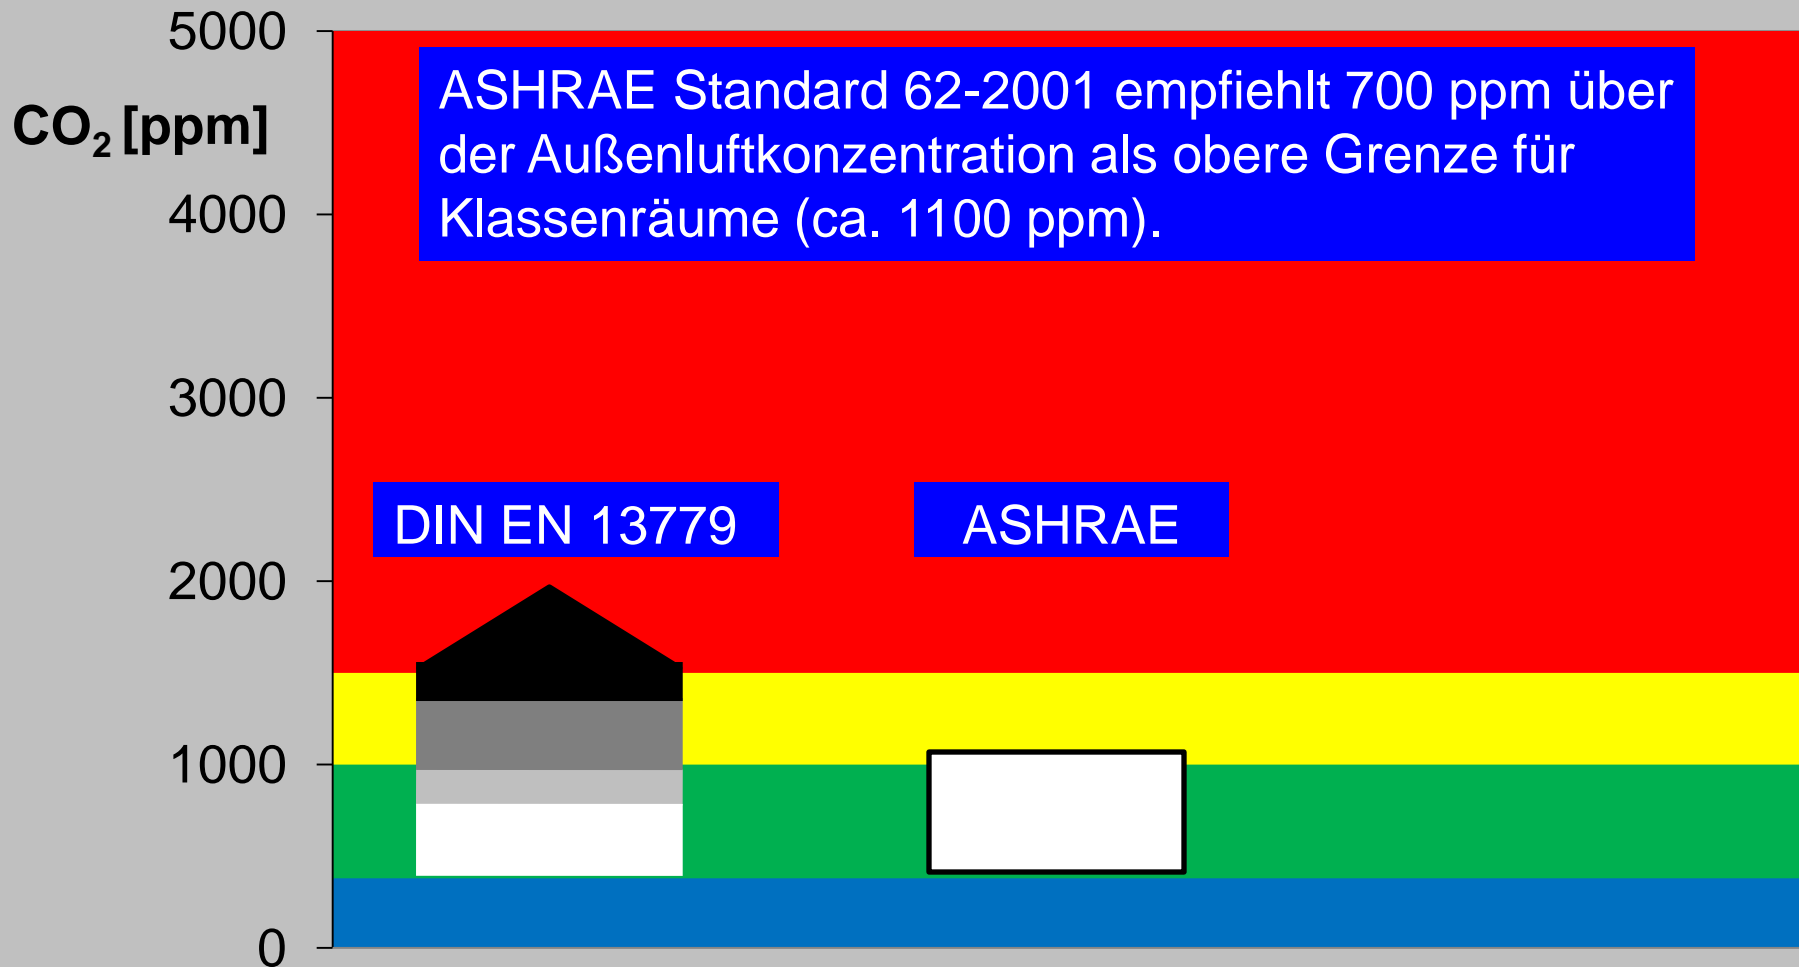 5000
ASHRAE Standard 62-2001 empfiehlt 700 ppm über
CO₂ [ppm]
der Außenluftkonzentration als obere Grenze für
4000
Klassenräume (ca. 1100 ppm).
3000
DIN EN 13779
ASHRAE
2000
1000
0